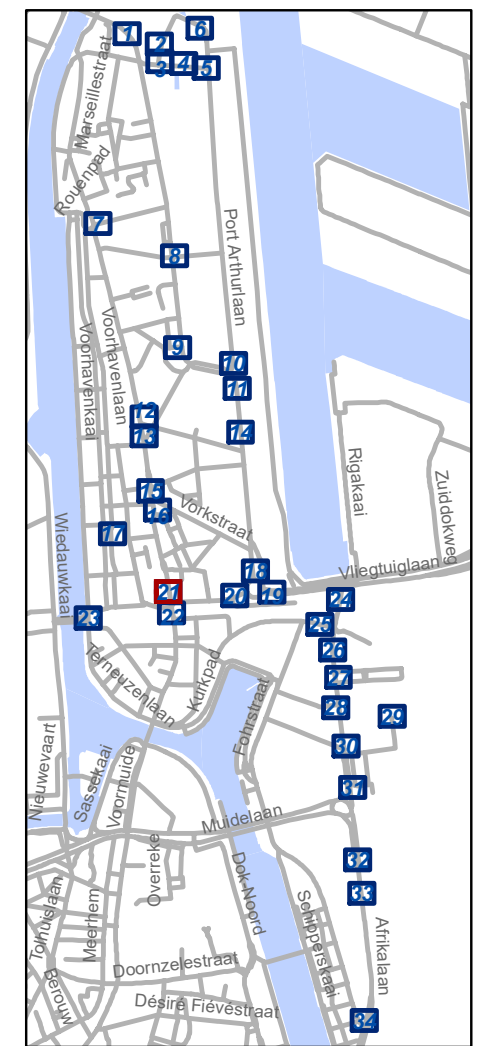 1
2
6
3
4
5
Marseillestraat
Rouenpad
7
8
Port Arthurlaan
Voorhavenlaan
Voorhavenkaai
9
10
11
12
13
14
15
16
17
Vorkstraat
Rigakaai
Zuiddokweg
Wiedauwkaai
Vliegtuiglaan
18
19
20
21
22
23
24
25
26
27
28
29
30
31
Terneuzenlaan
Kurkpad
Fohrstraat
Nieuwevaart
Sassekaai
Voormuide
Muidelaan
32
33
Overreke
Dok-Noord
Tolhuislaan
Meerhem
Schipperskaai
Afrikalaan
Doornzelestraat
Berouw
Désiré Fiévéstraat
34